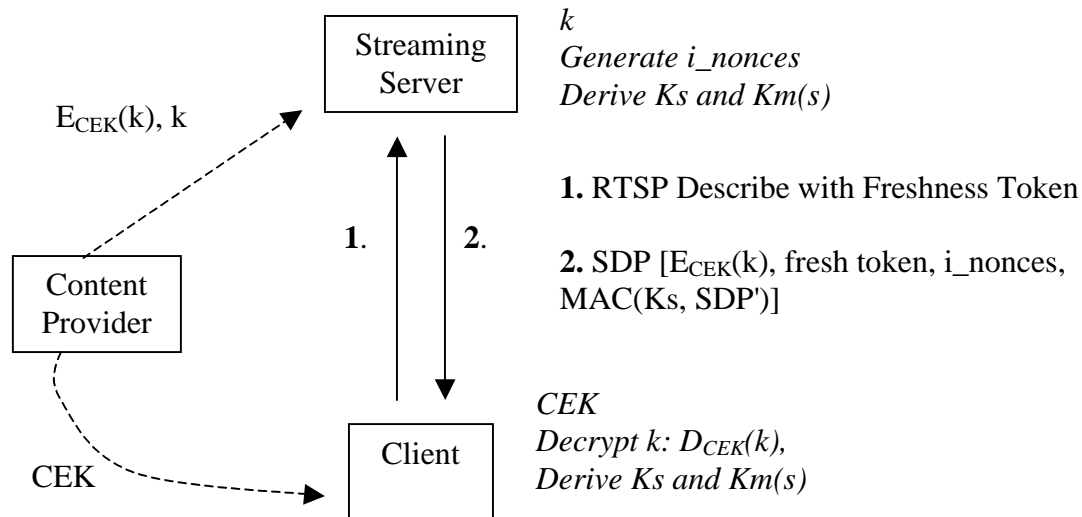 Streaming
Server
k
Generate i_nonces
Derive Ks and Km(s)
E_CEK(k), k
1. RTSP Describe with Freshness Token
1.
2.
2. SDP [E_CEK(k), fresh token, i_nonces,
MAC(Ks, SDP')]
Content
Provider
CEK
Decrypt k: D_CEK(k),
Derive Ks and Km(s)
Client
CEK